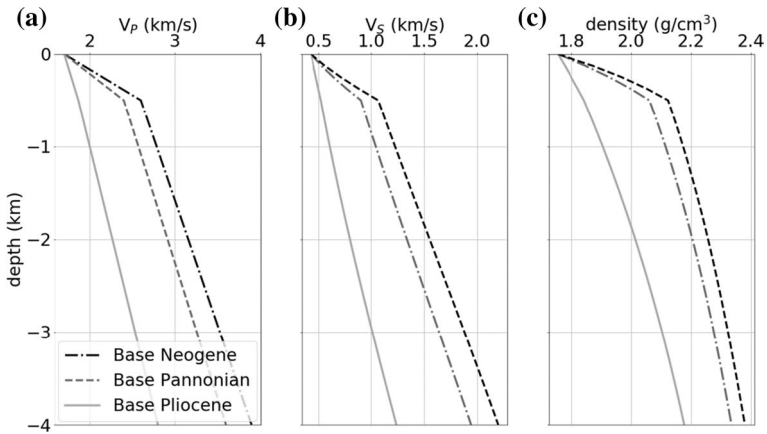 (a) V_P (km/s) (b) V_S (km/s) (c) density (g/cm³)
2 3 4 0.5 1.0 1.5 2.0 1.8 2.0 2.2 2.4
0
−1
−2
−3
−4
depth (km)
Base Neogene
Base Pannonian
Base Pliocene